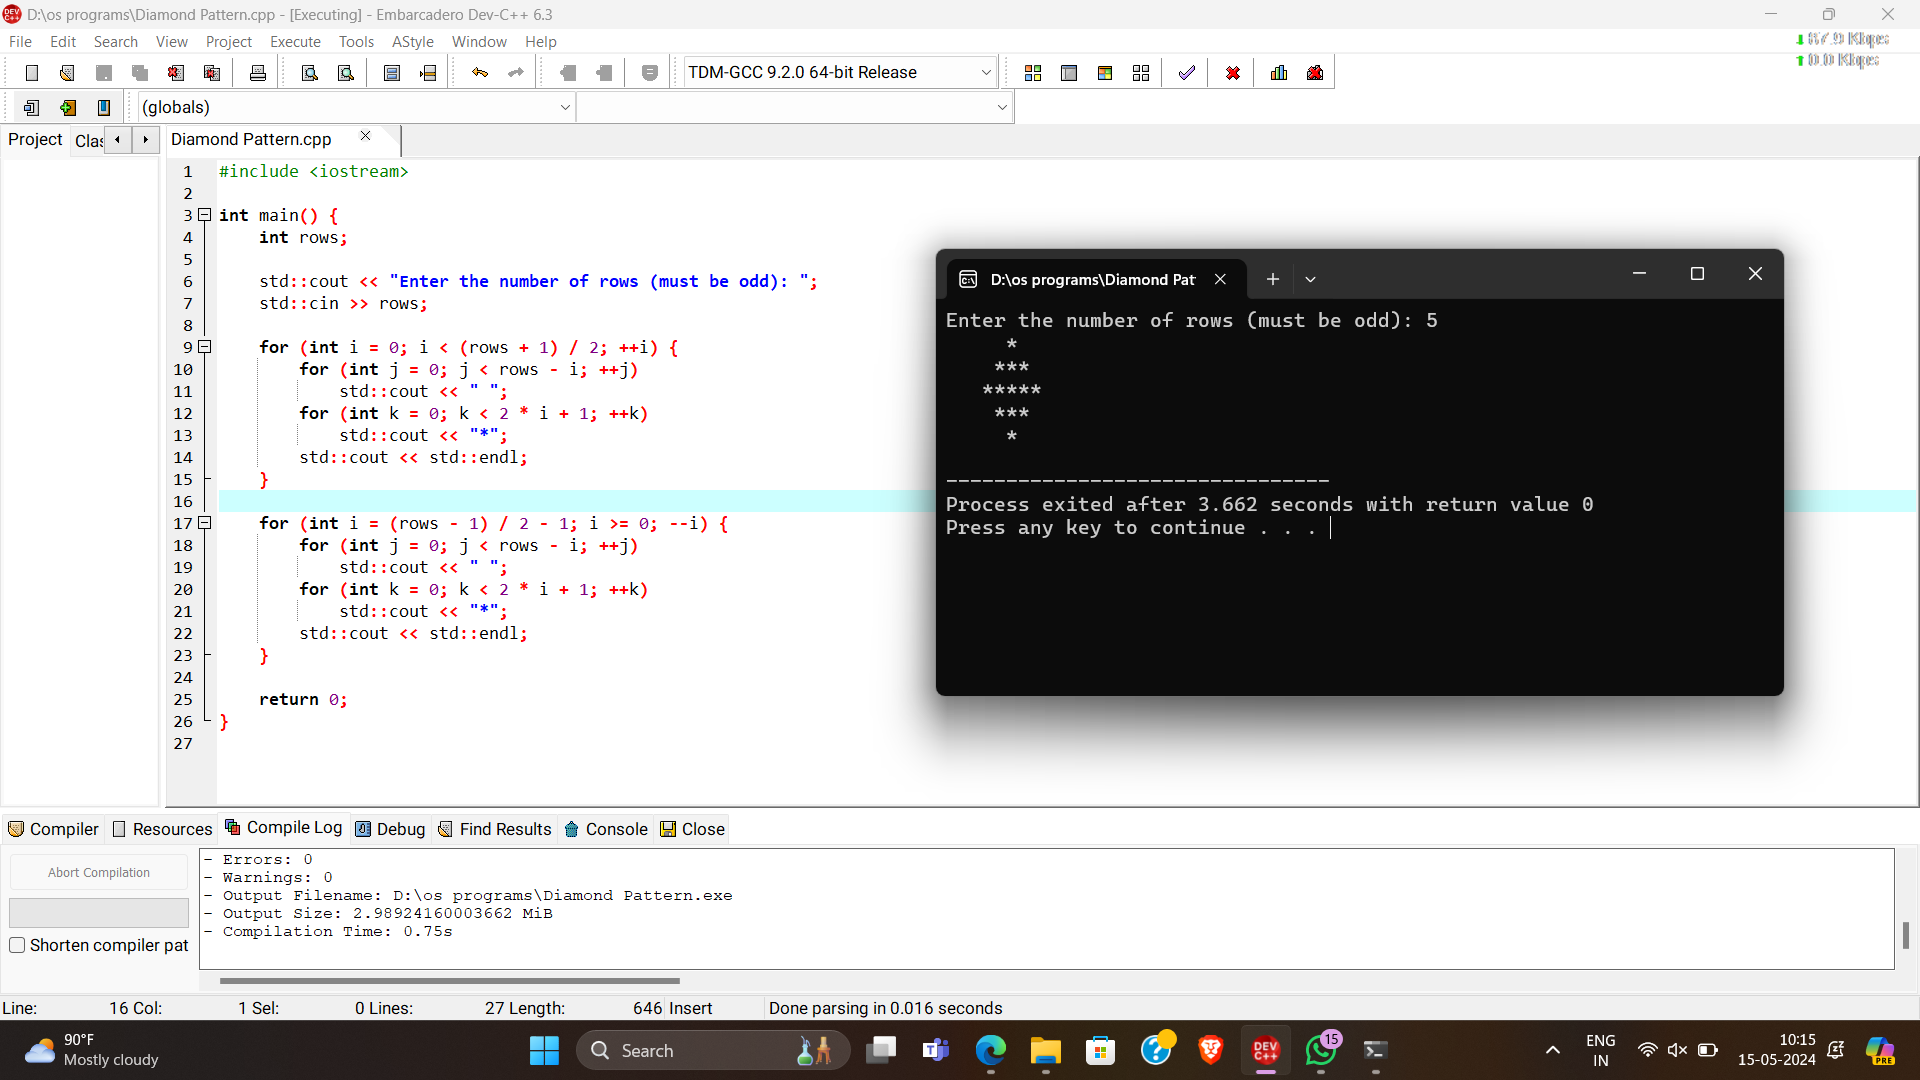 D:\os programs\Diamond Pattern.cpp - [Executing] - Embarcadero Dev-C++ 6.3
File Edit Search View Project Execute Tools AStyle Window Help
87.9 Kbps
0.0 Kbps
TDM-GCC 9.2.0 64-bit Release
(globals)
Project Clas
Diamond Pattern.cpp
1 #include <iostream>
2
3 int main() {
4     int rows;
5
6     std::cout << "Enter the number of rows (must be odd): ";
7     std::cin >> rows;
8
9     for (int i = 0; i < (rows + 1) / 2; ++i) {
10         for (int j = 0; j < rows - i; ++j)
11             std::cout << " ";
12         for (int k = 0; k < 2 * i + 1; ++k)
13             std::cout << "*";
14         std::cout << std::endl;
15     }
16
17     for (int i = (rows - 1) / 2 - 1; i >= 0; --i) {
18         for (int j = 0; j < rows - i; ++j)
19             std::cout << " ";
20         for (int k = 0; k < 2 * i + 1; ++k)
21             std::cout << "*";
22         std::cout << std::endl;
23     }
24
25     return 0;
26 }
27
D:\os programs\Diamond Pat
Enter the number of rows (must be odd): 5
     *
    ***
   *****
    ***
     *
--------------------------------
Process exited after 3.662 seconds with return value 0
Press any key to continue . . .
Compiler Resources Compile Log Debug Find Results Console Close
Abort Compilation
Shorten compiler pat
- Errors: 0
- Warnings: 0
- Output Filename: D:\os programs\Diamond Pattern.exe
- Output Size: 2.98924160003662 MiB
- Compilation Time: 0.75s
Line: 16 Col: 1 Sel: 0 Lines: 27 Length: 646 Insert Done parsing in 0.016 seconds
90°F
Mostly cloudy
Search
15
ENG
IN
10:15
15-05-2024
PRE